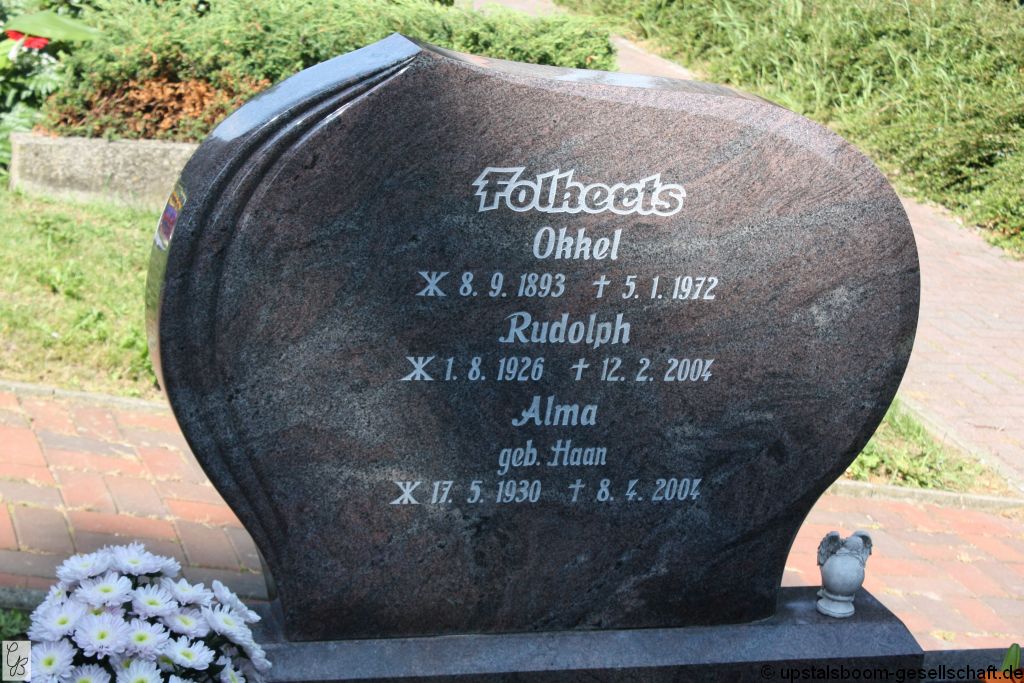 Folkerts
Okkel
8. 9. 1893 † 5. 1. 1972
Rudolph
1. 8. 1926 † 12. 2. 2004
Alma
geb. Haan
17. 5. 1930 † 8. 4. 2004
GB
© upstalsboom-gesellschaft.de